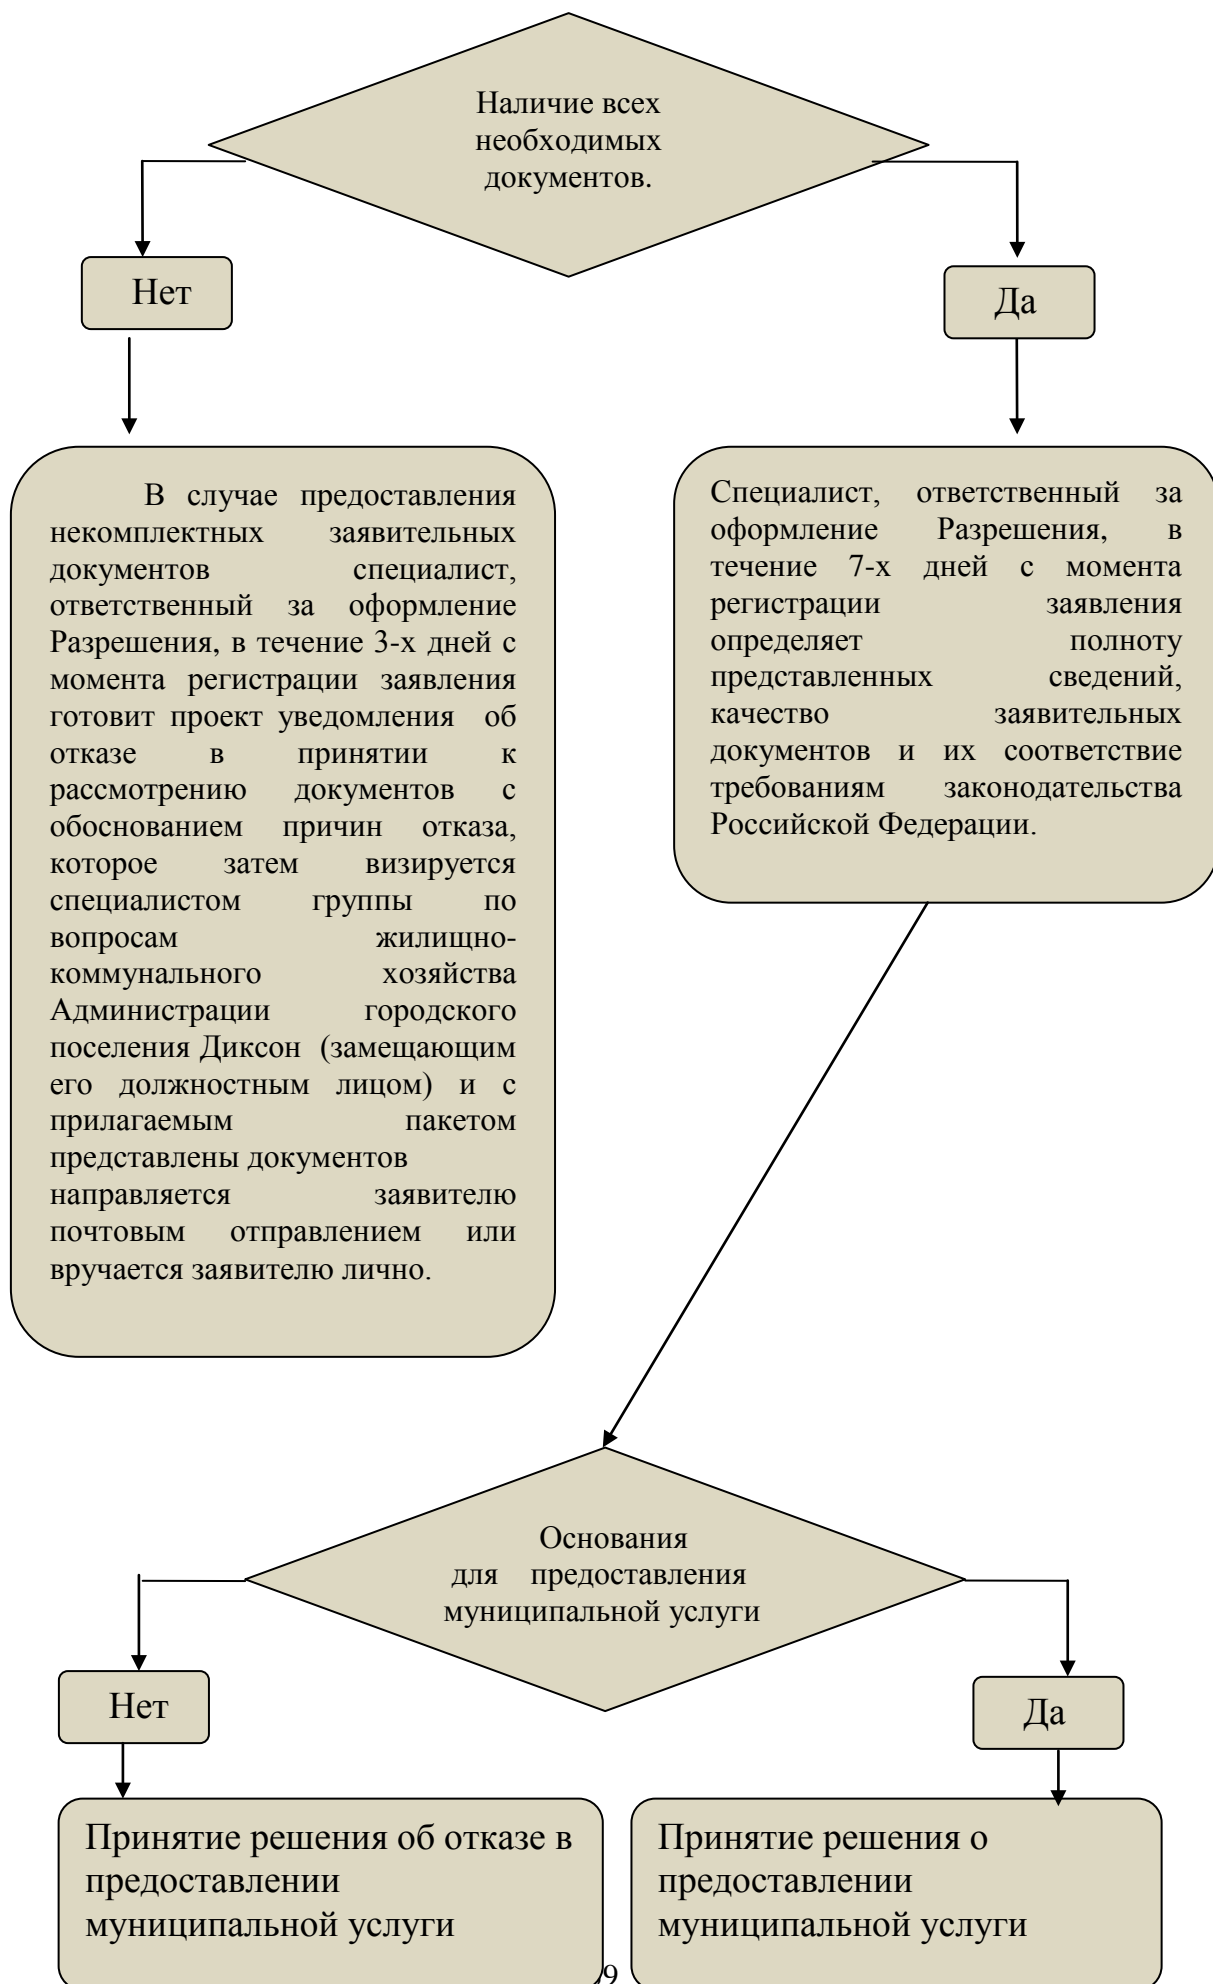 Наличие всех
необходимых
документов.
Нет
Да
В случае предоставления
некомплектных заявительных
документов специалист,
ответственный за оформление
Разрешения, в течение 3-х дней с
момента регистрации заявления
готовит проект уведомления об
отказе в принятии к
рассмотрению документов с
обоснованием причин отказа,
которое затем визируется
специалистом группы по
вопросам жилищно-
коммунального хозяйства
Администрации городского
поселения Диксон (замещающим
его должностным лицом) и с
прилагаемым пакетом
представлены документов
направляется заявителю
почтовым отправлением или
вручается заявителю лично.
Специалист, ответственный за
оформление Разрешения, в
течение 7-х дней с момента
регистрации заявления
определяет полноту
представленных сведений,
качество заявительных
документов и их соответствие
требованиям законодательства
Российской Федерации.
Основания
для предоставления
муниципальной услуги
Нет
Да
Принятие решения об отказе в
предоставлении
муниципальной услуги
Принятие решения о
предоставлении
муниципальной услуги